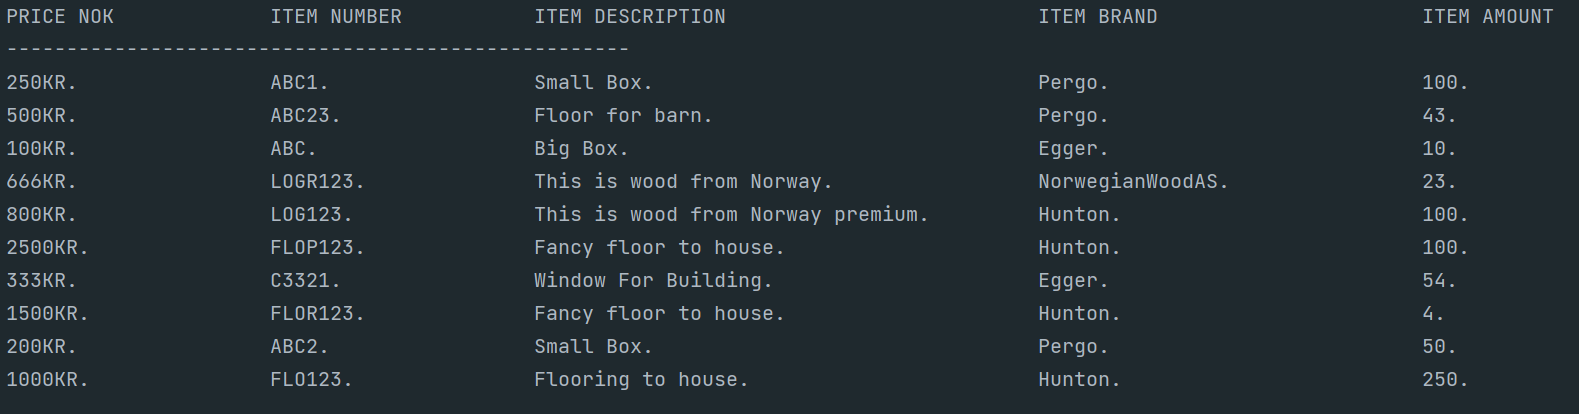 PRICE NOK ITEM NUMBER ITEM DESCRIPTION ITEM BRAND ITEM AMOUNT
----------------------------------------------------
250KR. ABC1. Small Box. Pergo. 100.
500KR. ABC23. Floor for barn. Pergo. 43.
100KR. ABC. Big Box. Egger. 10.
666KR. LOGR123. This is wood from Norway. NorwegianWoodAS. 23.
800KR. LOG123. This is wood from Norway premium. Hunton. 100.
2500KR. FLOP123. Fancy floor to house. Hunton. 100.
333KR. C3321. Window For Building. Egger. 54.
1500KR. FLOR123. Fancy floor to house. Hunton. 4.
200KR. ABC2. Small Box. Pergo. 50.
1000KR. FLO123. Flooring to house. Hunton. 250.